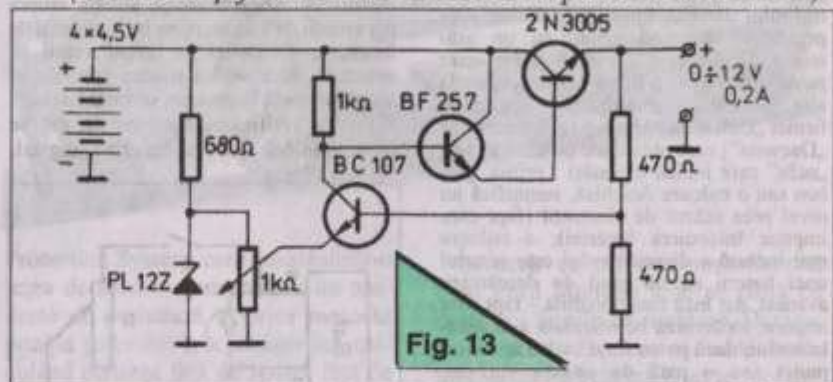 2N3005
4×4,5V
+
+
0÷12V
0,2A
1kΩ
BF 257
680Ω
470Ω
BC 107
−
PL 12Z
1kΩ
470Ω
Fig. 13